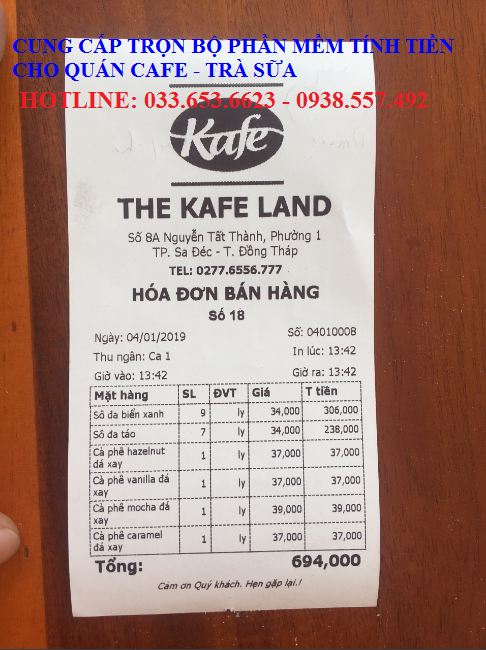 CUNG CẤP TRỌN BỘ PHẦN MỀM TÍNH TIỀN
CHO QUÁN CAFE - TRÀ SỮA
HOTLINE: 033.653.6623 - 0938.557.492
Kafe
THE KAFE LAND
Số 8A Nguyễn Tất Thành, Phường 1
TP. Sa Đéc - T. Đồng Tháp
TEL: 0277.6556.777
HÓA ĐƠN BÁN HÀNG
Số 18
Ngày: 04/01/2019 Số: 04010008
Thu ngân: Ca 1 In lúc: 13:42
Giờ vào: 13:42 Giờ ra: 13:42
Mặt hàng SL ĐVT Giá T tiền
Sô đa biển xanh 9 ly 34,000 306,000
Sô đa táo 7 ly 34,000 238,000
Cà phê hazelnut
đá xay 1 ly 37,000 37,000
Cà phê vanilla đá
xay 1 ly 37,000 37,000
Cà phê mocha đá
xay 1 ly 39,000 39,000
Cà phê caramel
đá xay 1 ly 37,000 37,000
Tổng: 694,000
Cám ơn Quý khách. Hẹn gặp lại.!